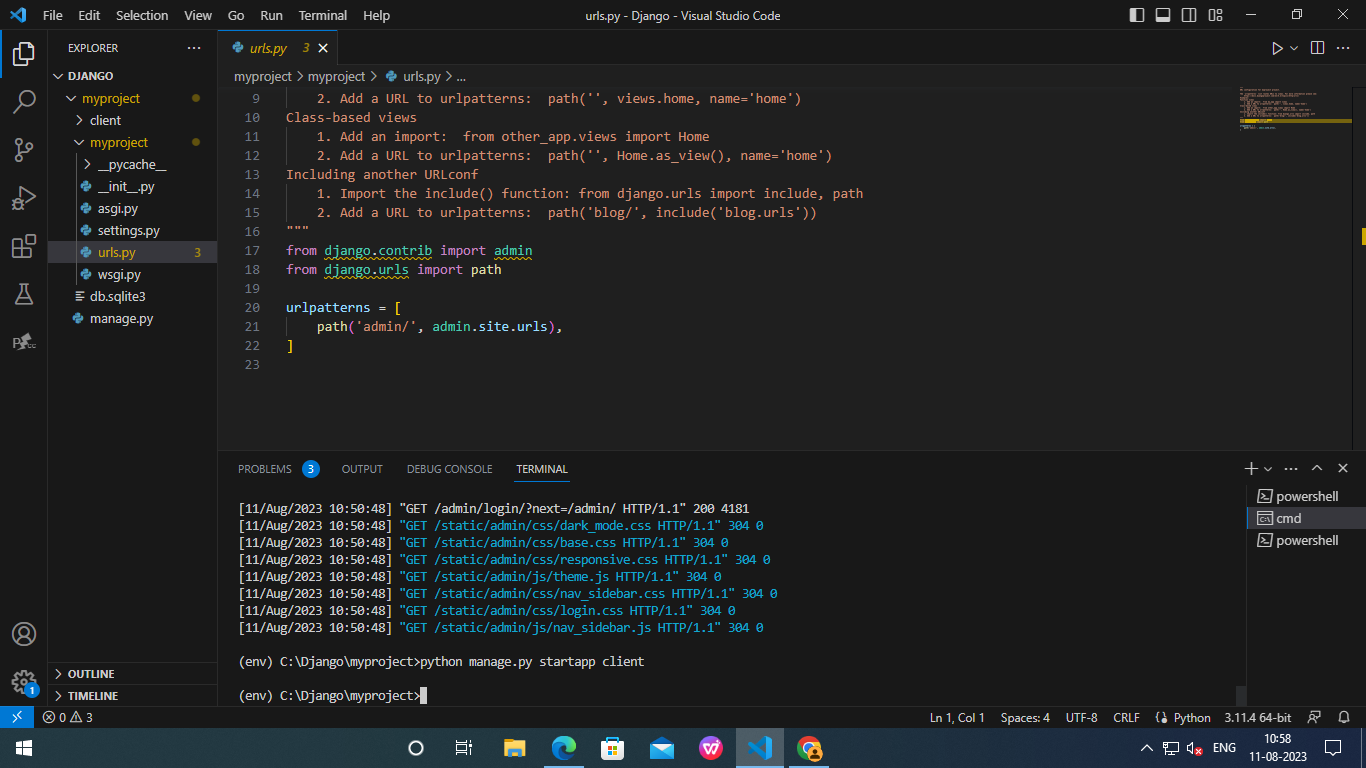 File Edit Selection View Go Run Terminal Help
urls.py - Django - Visual Studio Code
EXPLORER
DJANGO
myproject
client
myproject
__pycache__
__init__.py
asgi.py
settings.py
urls.py 3
wsgi.py
db.sqlite3
manage.py
OUTLINE
TIMELINE
urls.py 3
myproject > myproject > urls.py > ...
9 2. Add a URL to urlpatterns:  path('', views.home, name='home')
10 Class-based views
11 1. Add an import:  from other_app.views import Home
12 2. Add a URL to urlpatterns:  path('', Home.as_view(), name='home')
13 Including another URLconf
14 1. Import the include() function: from django.urls import include, path
15 2. Add a URL to urlpatterns:  path('blog/', include('blog.urls'))
16 """
17 from django.contrib import admin
18 from django.urls import path
19
20 urlpatterns = [
21 path('admin/', admin.site.urls),
22 ]
23
PROBLEMS 3 OUTPUT DEBUG CONSOLE TERMINAL
[11/Aug/2023 10:50:48] "GET /admin/login/?next=/admin/ HTTP/1.1" 200 4181
[11/Aug/2023 10:50:48] "GET /static/admin/css/dark_mode.css HTTP/1.1" 304 0
[11/Aug/2023 10:50:48] "GET /static/admin/css/base.css HTTP/1.1" 304 0
[11/Aug/2023 10:50:48] "GET /static/admin/css/responsive.css HTTP/1.1" 304 0
[11/Aug/2023 10:50:48] "GET /static/admin/js/theme.js HTTP/1.1" 304 0
[11/Aug/2023 10:50:48] "GET /static/admin/css/nav_sidebar.css HTTP/1.1" 304 0
[11/Aug/2023 10:50:48] "GET /static/admin/css/login.css HTTP/1.1" 304 0
[11/Aug/2023 10:50:48] "GET /static/admin/js/nav_sidebar.js HTTP/1.1" 304 0
(env) C:\Django\myproject>python manage.py startapp client
(env) C:\Django\myproject>
powershell
cmd
powershell
1
0 3
Ln 1, Col 1 Spaces: 4 UTF-8 CRLF Python 3.11.4 64-bit
ENG
10:58
11-08-2023